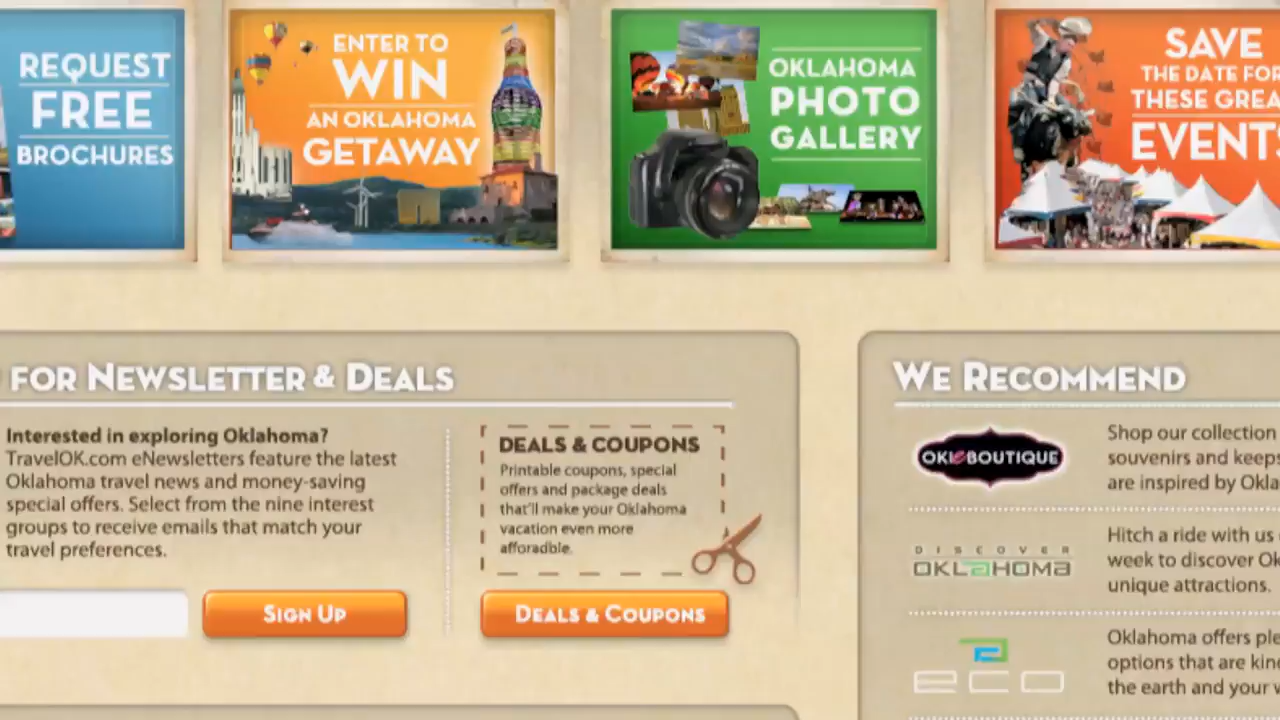 REQUEST
FREE
BROCHURES
ENTER TO
WIN
AN OKLAHOMA
GETAWAY
OKLAHOMA
PHOTO
GALLERY
SAVE
THE DATE FOR
THESE GREA
EVENTS
FOR NEWSLETTER & DEALS
Interested in exploring Oklahoma?
TravelOK.com eNewsletters feature the latest
Oklahoma travel news and money-saving
special offers. Select from the nine interest
groups to receive emails that match your
travel preferences.
SIGN UP
DEALS & COUPONS
Printable coupons, special
offers and package deals
that'll make your Oklahoma
vacation even more
afforadble.
DEALS & COUPONS
WE RECOMMEND
OKIEBOUTIQUE
Shop our collection
souvenirs and keeps
are inspired by Okla
DISCOVER
OKLAHOMA
Hitch a ride with us
week to discover Ok
unique attractions.
eco
Oklahoma offers ple
options that are kind
the earth and your w